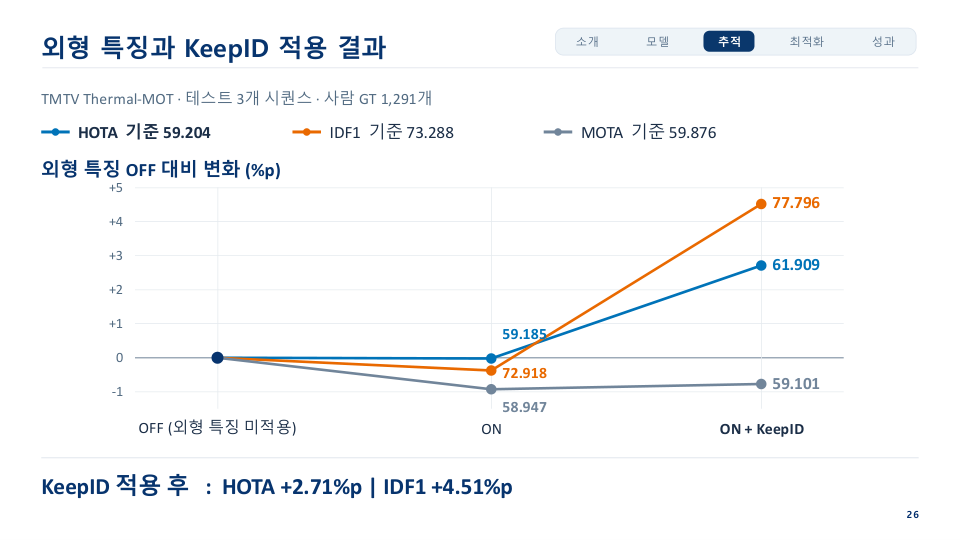 외형 특징과 KeepID 적용 결과
소개 모델 추적 최적화 성과
TMTV Thermal-MOT · 테스트 3개 시퀀스 · 사람 GT 1,291개
HOTA 기준 59.204 IDF1 기준 73.288 MOTA 기준 59.876
외형 특징 OFF 대비 변화 (%p)
+5
+4
+3
+2
+1
0
-1
77.796
61.909
59.185
72.918
59.101
58.947
OFF (외형 특징 미적용) ON ON + KeepID
KeepID 적용 후 : HOTA +2.71%p | IDF1 +4.51%p
26